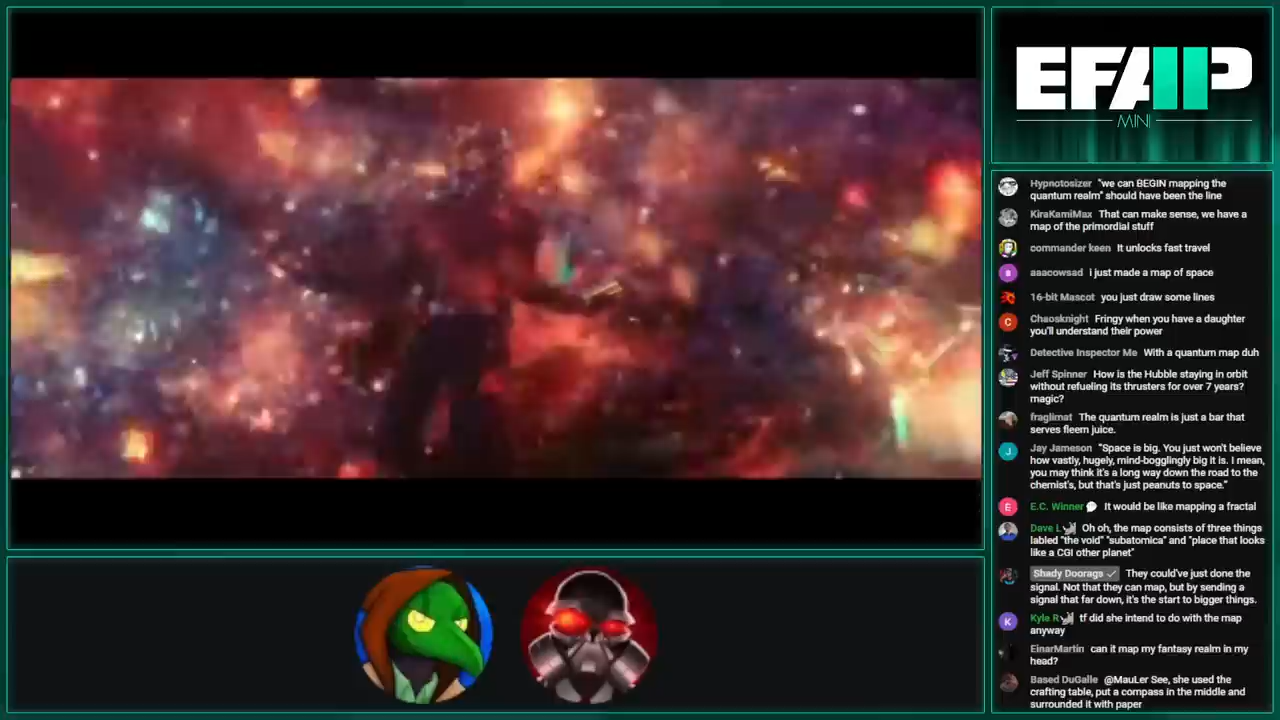 EFAP
MINI
Hypnotosizer "we can BEGIN mapping the
quantum realm" should have been the line
KiraKamiMax That can make sense, we have a
map of the primordial stuff
commander keen It unlocks fast travel
aaacowsad i just made a map of space
16-bit Mascot you just draw some lines
Chaosknight Fringy when you have a daughter
you'll understand their power
Detective Inspector Me With a quantum map duh
Jeff Spinner How is the Hubble staying in orbit
without refueling its thrusters for over 7 years?
magic?
fraglimat The quantum realm is just a bar that
serves fleem juice.
Jay Jameson "Space is big. You just won't believe
how vastly, hugely, mind-bogglingly big it is. I mean,
you may think it's a long way down the road to the
chemist's, but that's just peanuts to space."
E.C. Winner It would be like mapping a fractal
Dave L Oh oh, the map consists of three things
labled "the void" "subatomica" and "place that looks
like a CGI other planet"
Shady Doorags They could've just done the
signal. Not that they can map, but by sending a
signal that far down, it's the start to bigger things.
Kyle R tf did she intend to do with the map
anyway
EinarMartin can it map my fantasy realm in my
head?
Based DuGalle @MauLer See, she used the
crafting table, put a compass in the middle and
surrounded it with paper